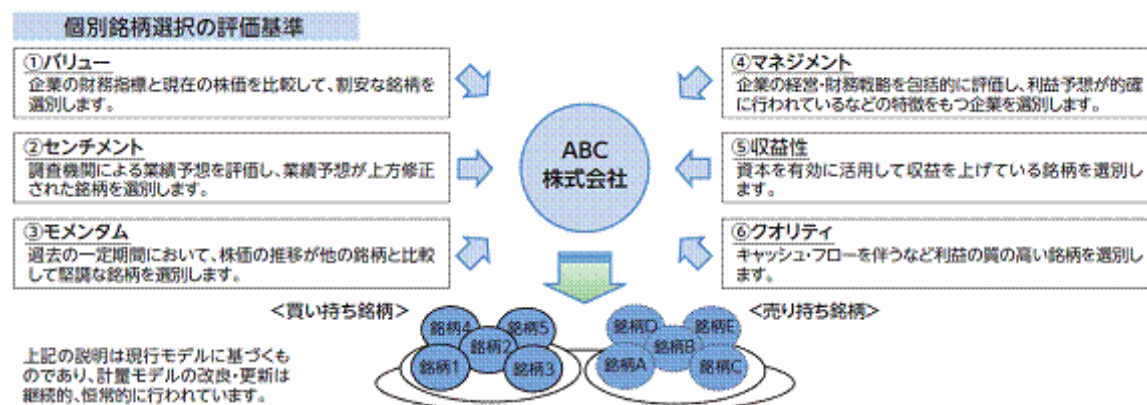 個別銘柄選択の評価基準
①バリュー
企業の財務指標と現在の株価を比較して、割安な銘柄を
選別します。
②センチメント
調査機関による業績予想を評価し、業績予想が上方修正
された銘柄を選別します。
③モメンタム
過去の一定期間において、株価の推移が他の銘柄と比較
して堅調な銘柄を選別します。
ABC
株式会社
④マネジメント
企業の経営・財務戦略を包括的に評価し、利益予想が的確
に行われているなどの特徴をもつ企業を選別します。
⑤収益性
資本を有効に活用して収益を上げている銘柄を選別し
ます。
⑥クオリティ
キャッシュ・フローを伴うなど利益の質の高い銘柄を選別し
ます。
<買い持ち銘柄>
銘柄4
銘柄5
銘柄2
銘柄1
銘柄3
<売り持ち銘柄>
銘柄D
銘柄E
銘柄B
銘柄A
銘柄C
上記の説明は現行モデルに基づくも
のであり、計量モデルの改良・更新は
継続的、恒常的に行われています。